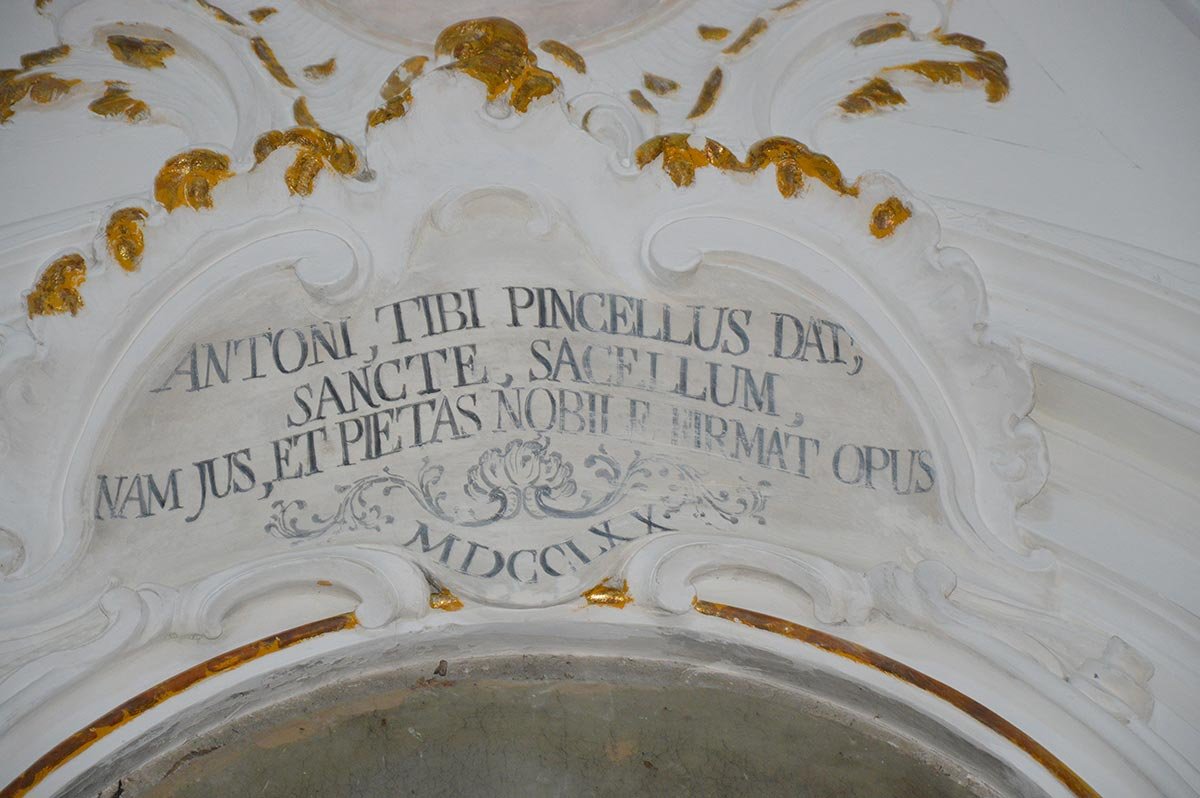 ANTONI, TIBI PINCELLUS DAT,
SANCTE, SACELLUM,
NAM JUS, ET PIETAS NOBILE FIRMAT OPUS
MDCCLXX